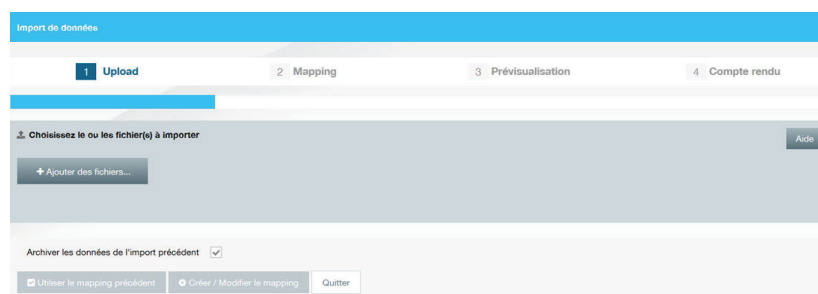 Import de données
1 Upload 2 Mapping 3 Prévisualisation 4 Compte rendu
Choisissez le ou les fichier(s) à importer
Aide
+ Ajouter des fichiers...
Archiver les données de l'import précédent
Utiliser le mapping précédent Créer / Modifier le mapping Quitter